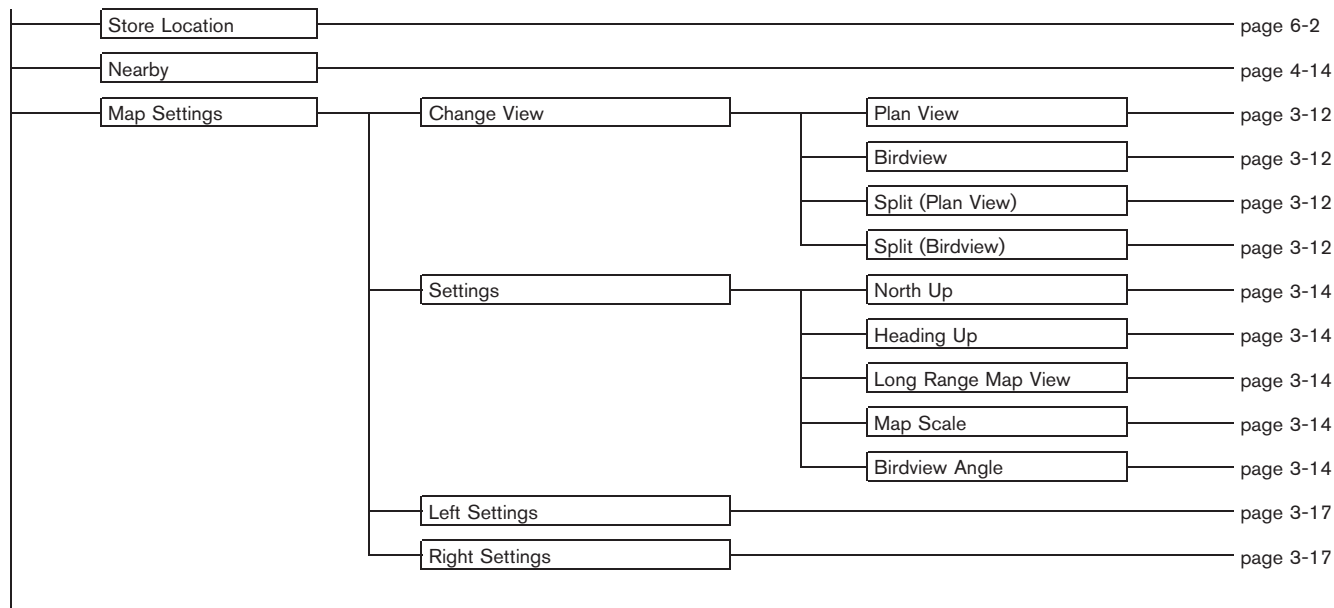 Store Location page 6-2
Nearby page 4-14
Map Settings Change View Plan View page 3-12
Birdview page 3-12
Split (Plan View) page 3-12
Split (Birdview) page 3-12
Settings North Up page 3-14
Heading Up page 3-14
Long Range Map View page 3-14
Map Scale page 3-14
Birdview Angle page 3-14
Left Settings page 3-17
Right Settings page 3-17